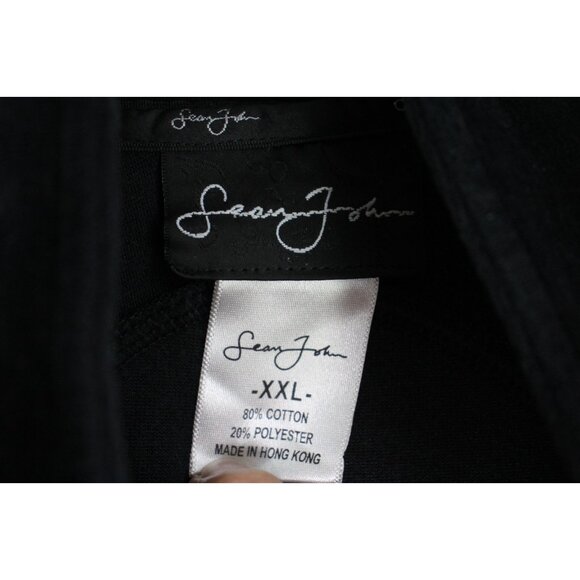 Sean John
Sean John
Sean John
-XXL-
80% COTTON
20% POLYESTER
MADE IN HONG KONG